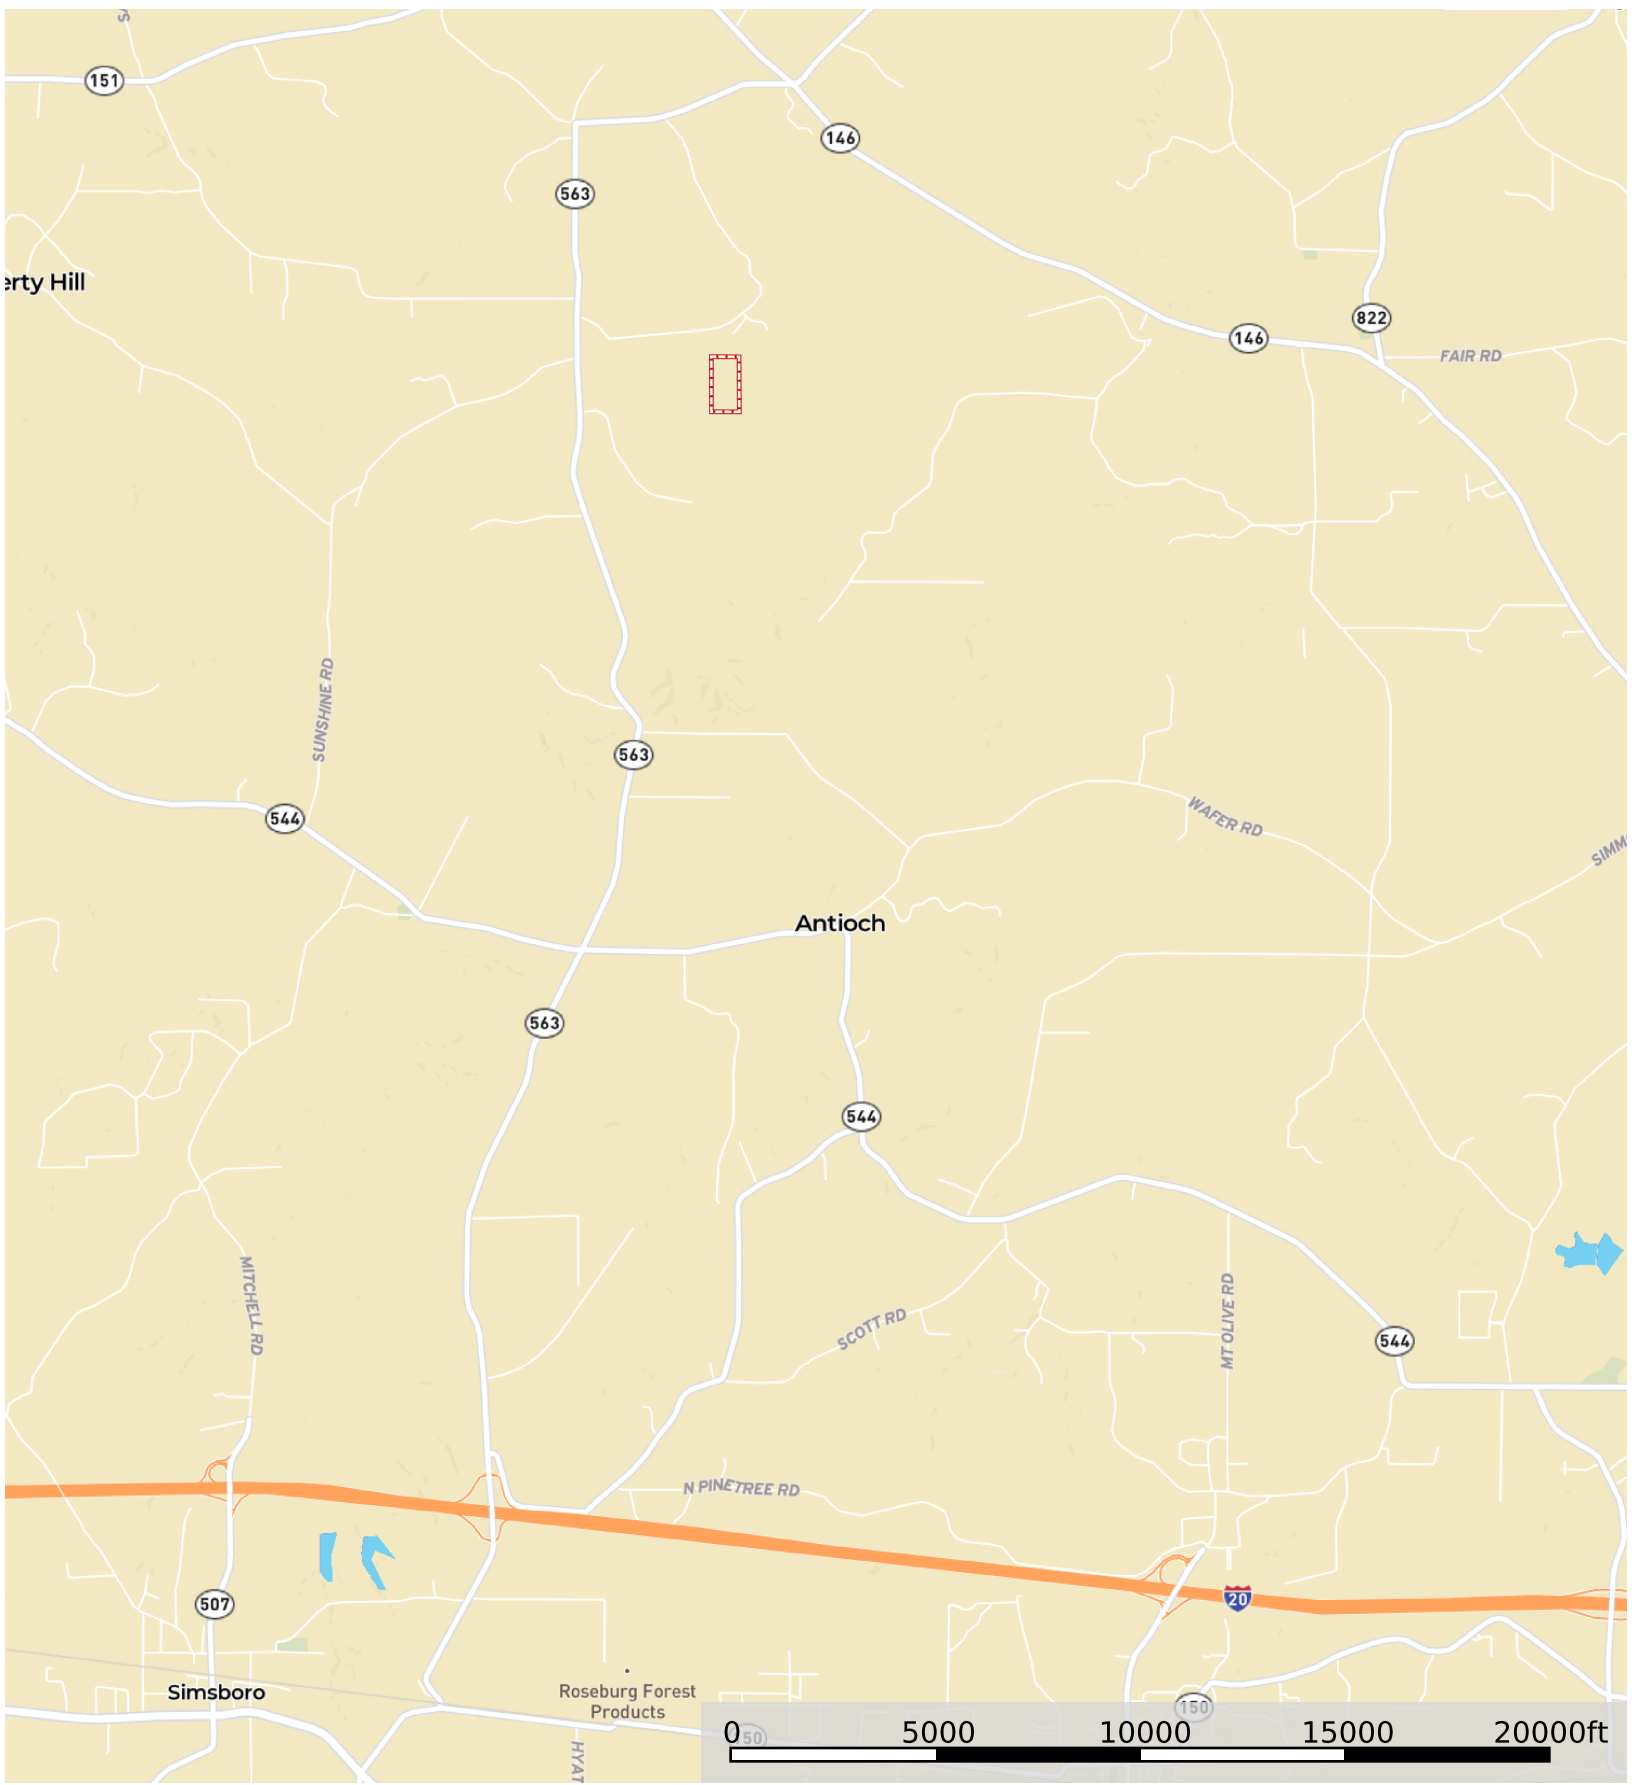 151
146
563
erty Hill
822
146
FAIR RD
SUNSHINE RD
563
544
WAFER RD
SIMM
Antioch
563
544
MITCHELL RD
SCOTT RD
MT OLIVE RD
544
N PINETREE RD
20
507
Simsboro
Roseburg Forest
Products
150
50
HYAT
0 5000 10000 15000 20000ft